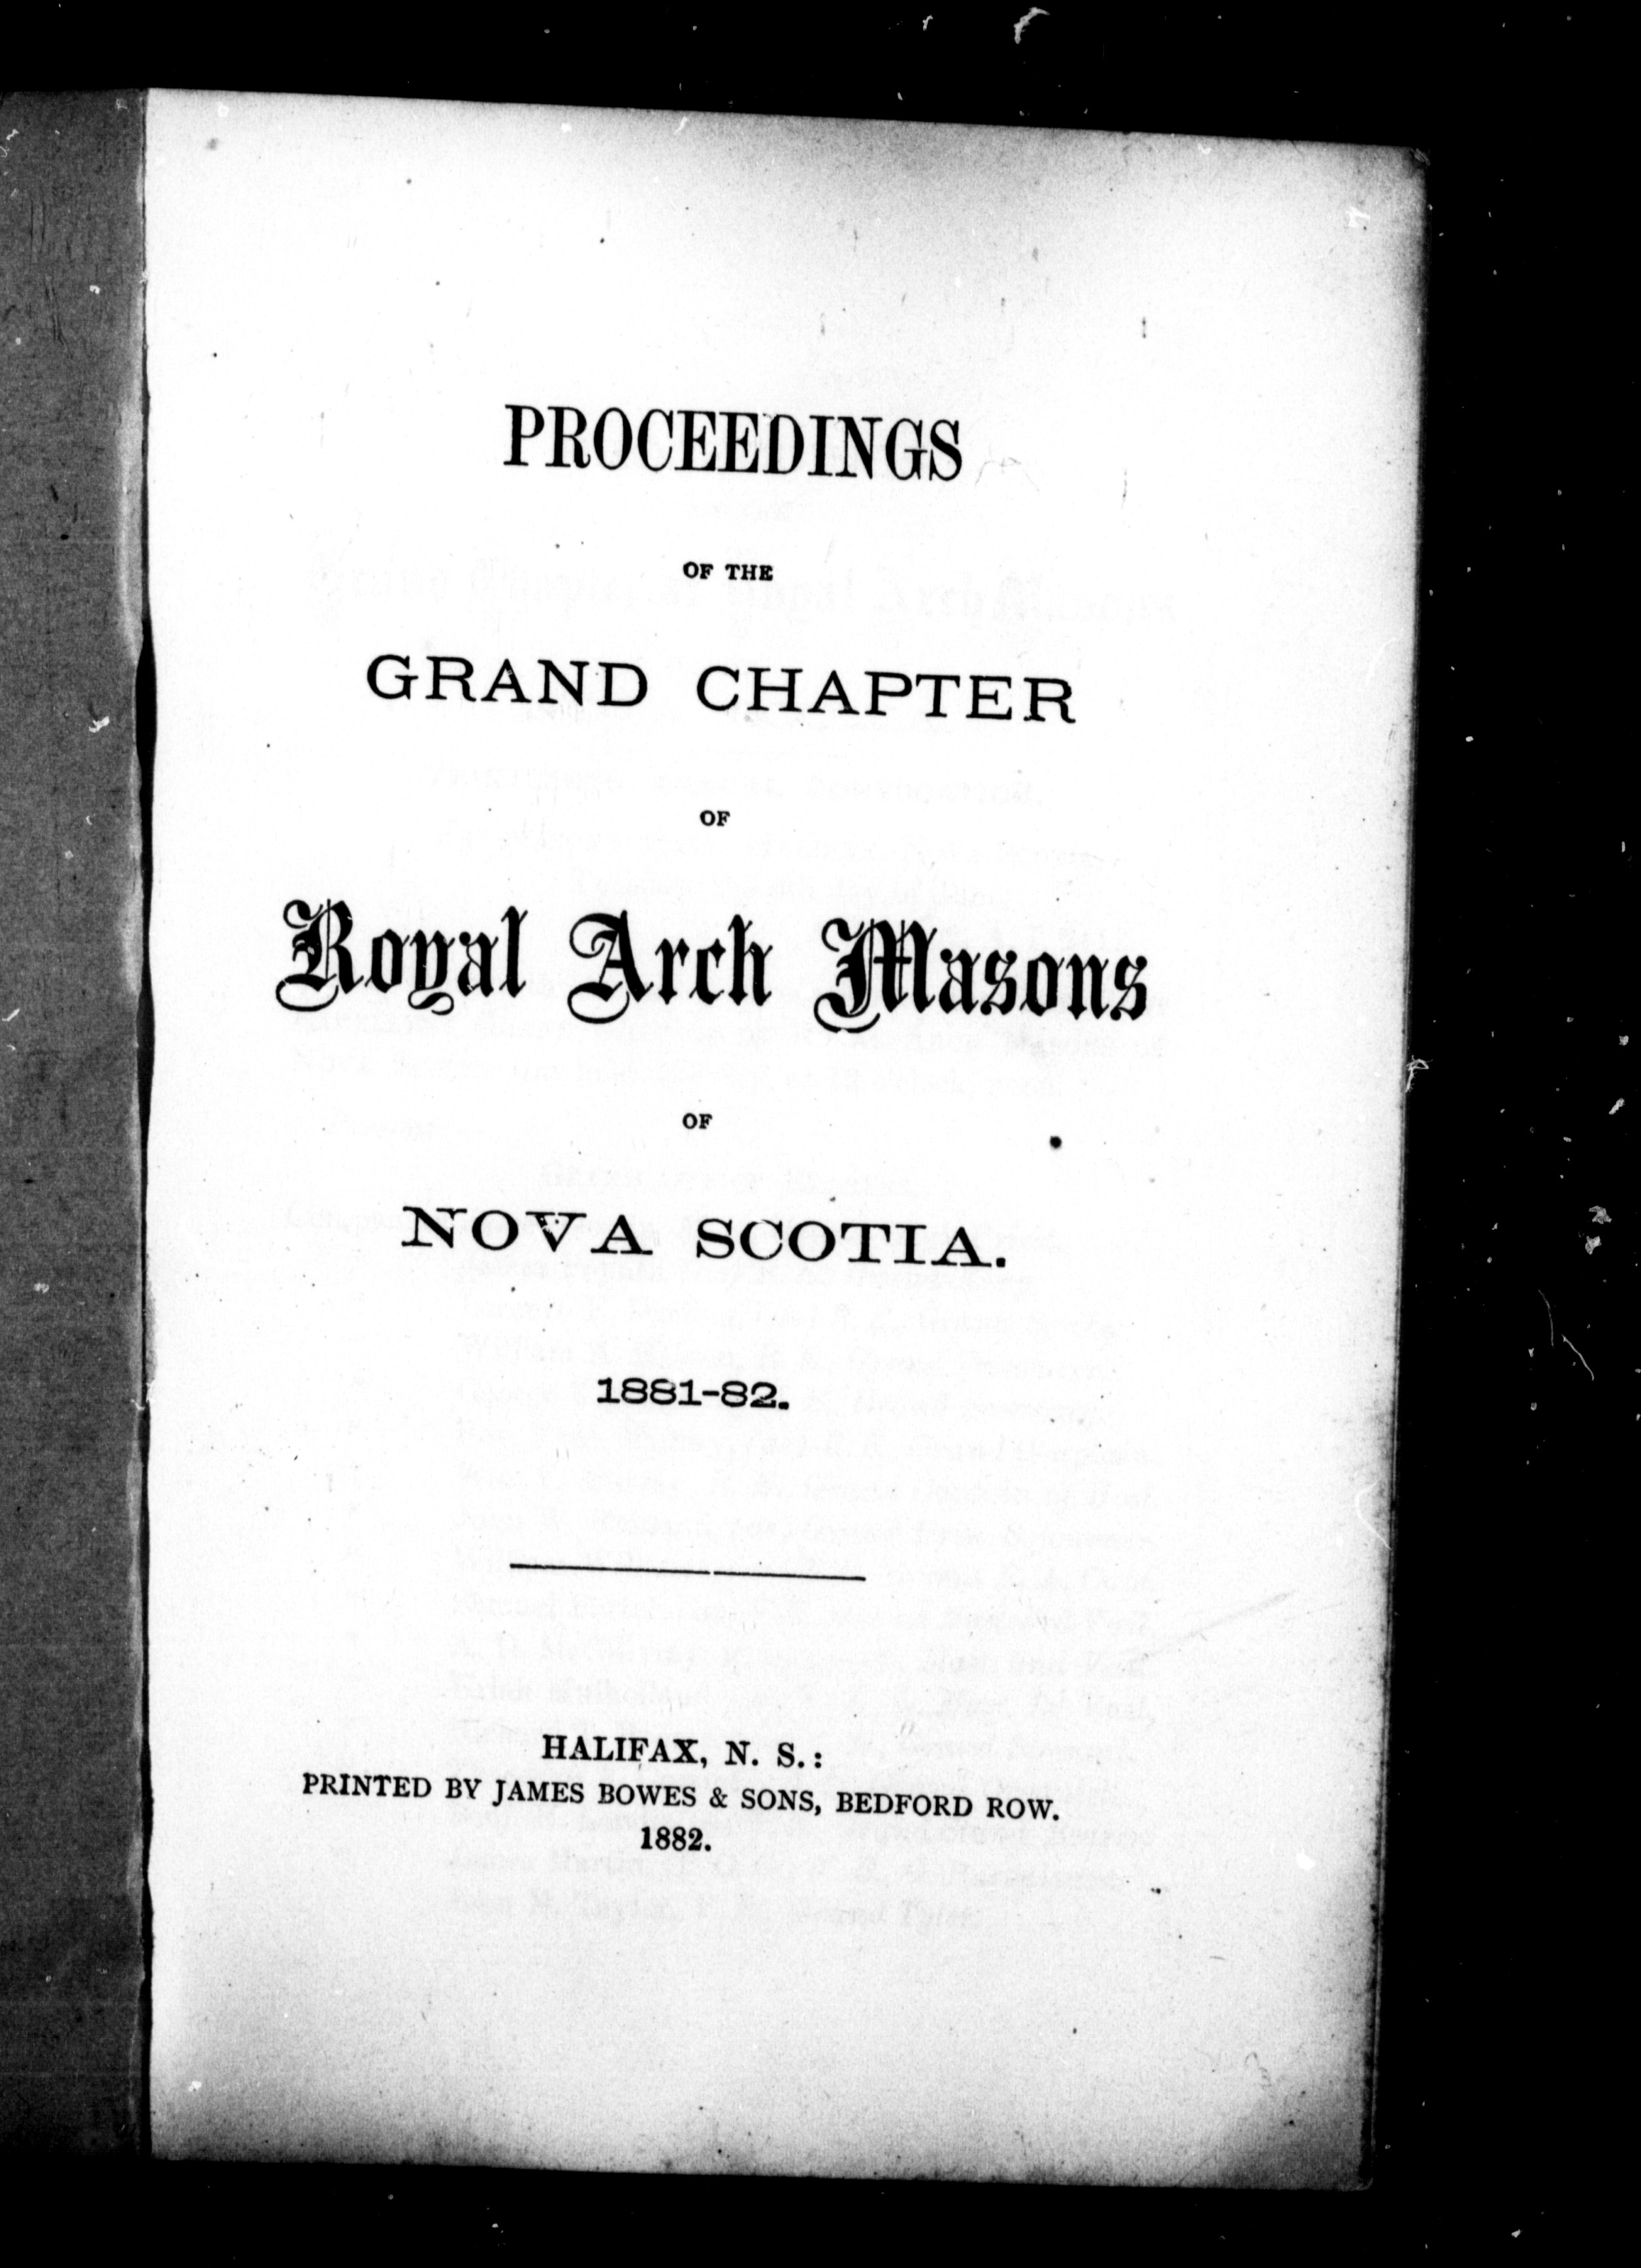 PROCEEDINGS
OF THE
GRAND CHAPTER
OF
Royal Arch Masons
OF
NOVA SCOTIA.
1881-82.
HALIFAX, N. S.:
PRINTED BY JAMES BOWES & SONS, BEDFORD ROW.
1882.